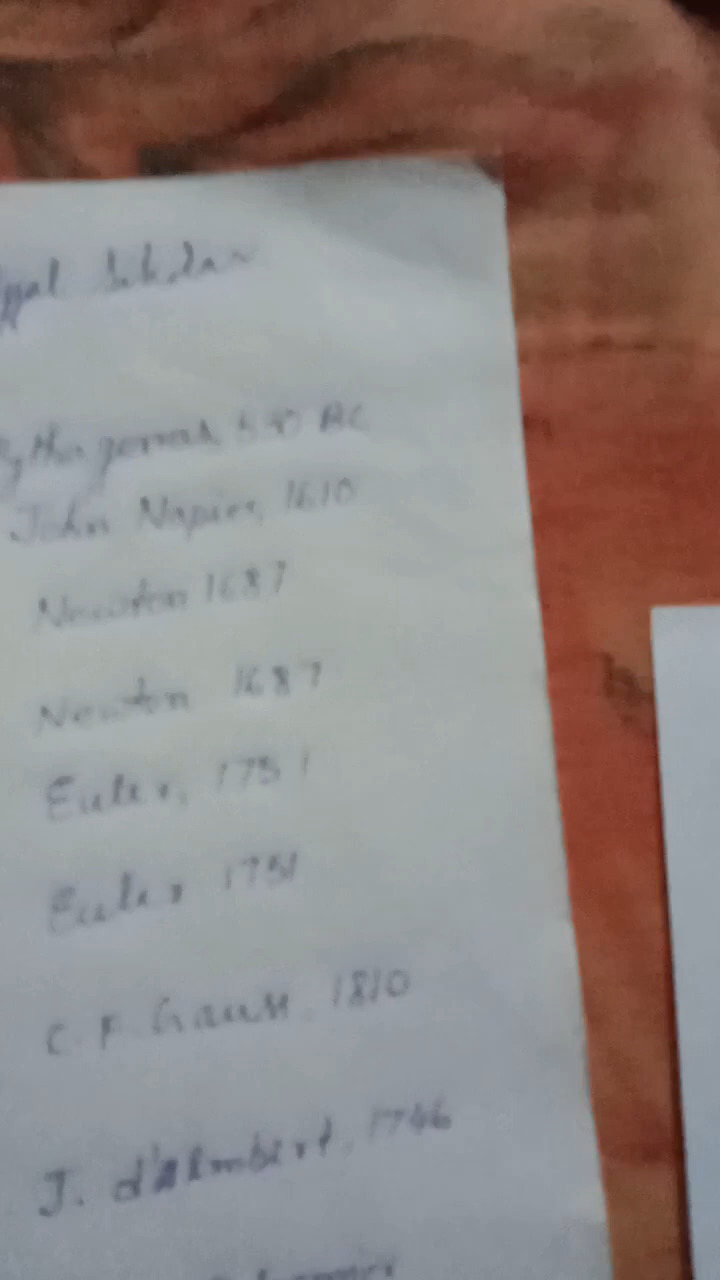 Pythagoras 530 BC
John Napier, 1610
Newton 1687
Newton 1687
Euler, 1751
Euler 1751
C. F. Gauss, 1810
J. d'Alembert, 1746